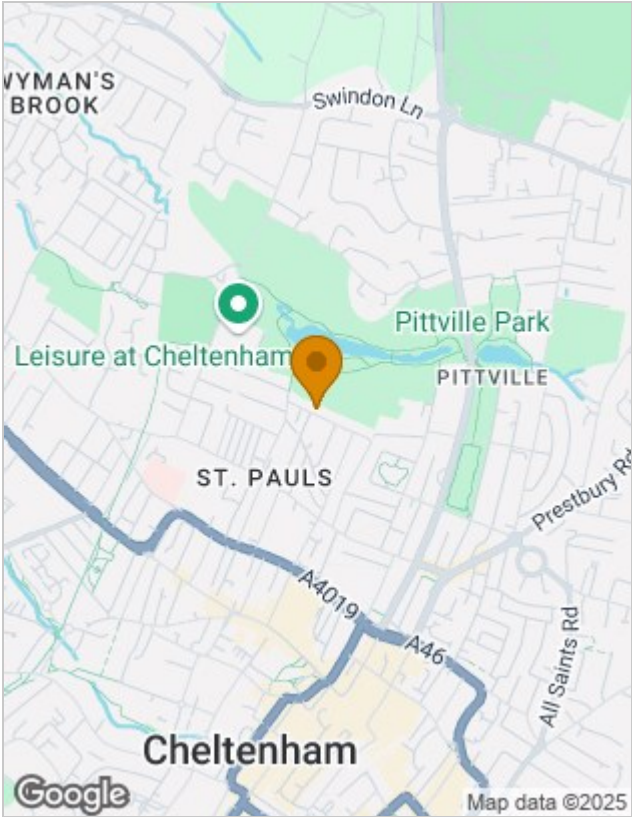 WYMAN'S
BROOK
Swindon Ln
Pittville Park
Leisure at Cheltenham
PITTVILLE
ST. PAULS
Prestbury Rd
A4019
A46
All Saints Rd
Cheltenham
Google
Map data ©2025